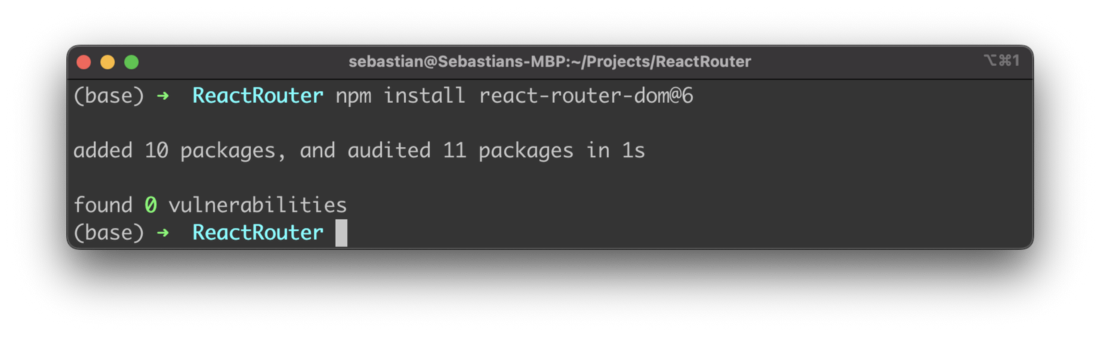 sebastian@Sebastians-MBP:~/Projects/ReactRouter ⌥⌘1
(base) ➜ ReactRouter npm install react-router-dom@6
added 10 packages, and audited 11 packages in 1s
found 0 vulnerabilities
(base) ➜ ReactRouter